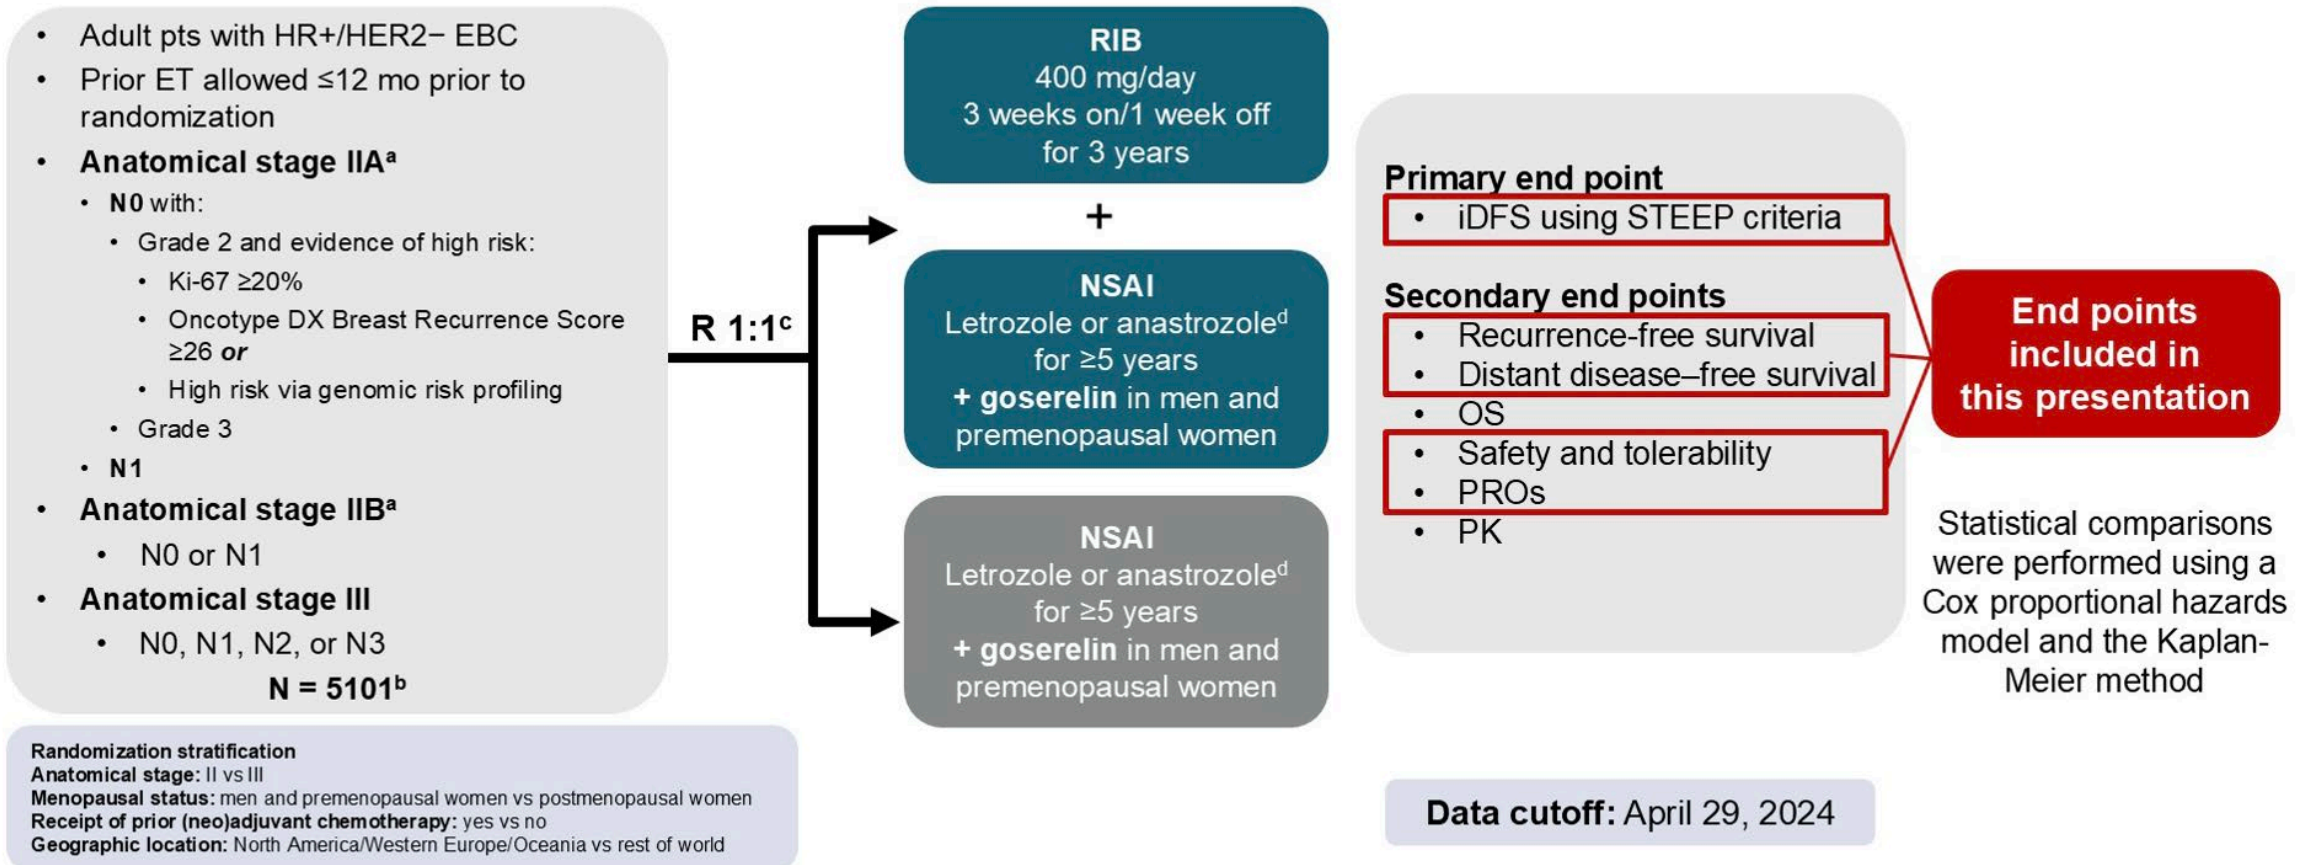 • Adult pts with HR+/HER2− EBC
• Prior ET allowed ≤12 mo prior to
randomization
• Anatomical stage IIAᵃ
• N0 with:
• Grade 2 and evidence of high risk:
• Ki-67 ≥20%
• Oncotype DX Breast Recurrence Score
≥26 or
• High risk via genomic risk profiling
• Grade 3
• N1
• Anatomical stage IIBᵃ
• N0 or N1
• Anatomical stage III
• N0, N1, N2, or N3
N = 5101ᵇ
Randomization stratification
Anatomical stage: II vs III
Menopausal status: men and premenopausal women vs postmenopausal women
Receipt of prior (neo)adjuvant chemotherapy: yes vs no
Geographic location: North America/Western Europe/Oceania vs rest of world
R 1:1ᶜ
RIB
400 mg/day
3 weeks on/1 week off
for 3 years
+
NSAI
Letrozole or anastrozoleᵈ
for ≥5 years
+ goserelin in men and
premenopausal women
NSAI
Letrozole or anastrozoleᵈ
for ≥5 years
+ goserelin in men and
premenopausal women
Primary end point
• iDFS using STEEP criteria
Secondary end points
• Recurrence-free survival
• Distant disease–free survival
• OS
• Safety and tolerability
• PROs
• PK
End points
included in
this presentation
Statistical comparisons
were performed using a
Cox proportional hazards
model and the Kaplan-
Meier method
Data cutoff: April 29, 2024